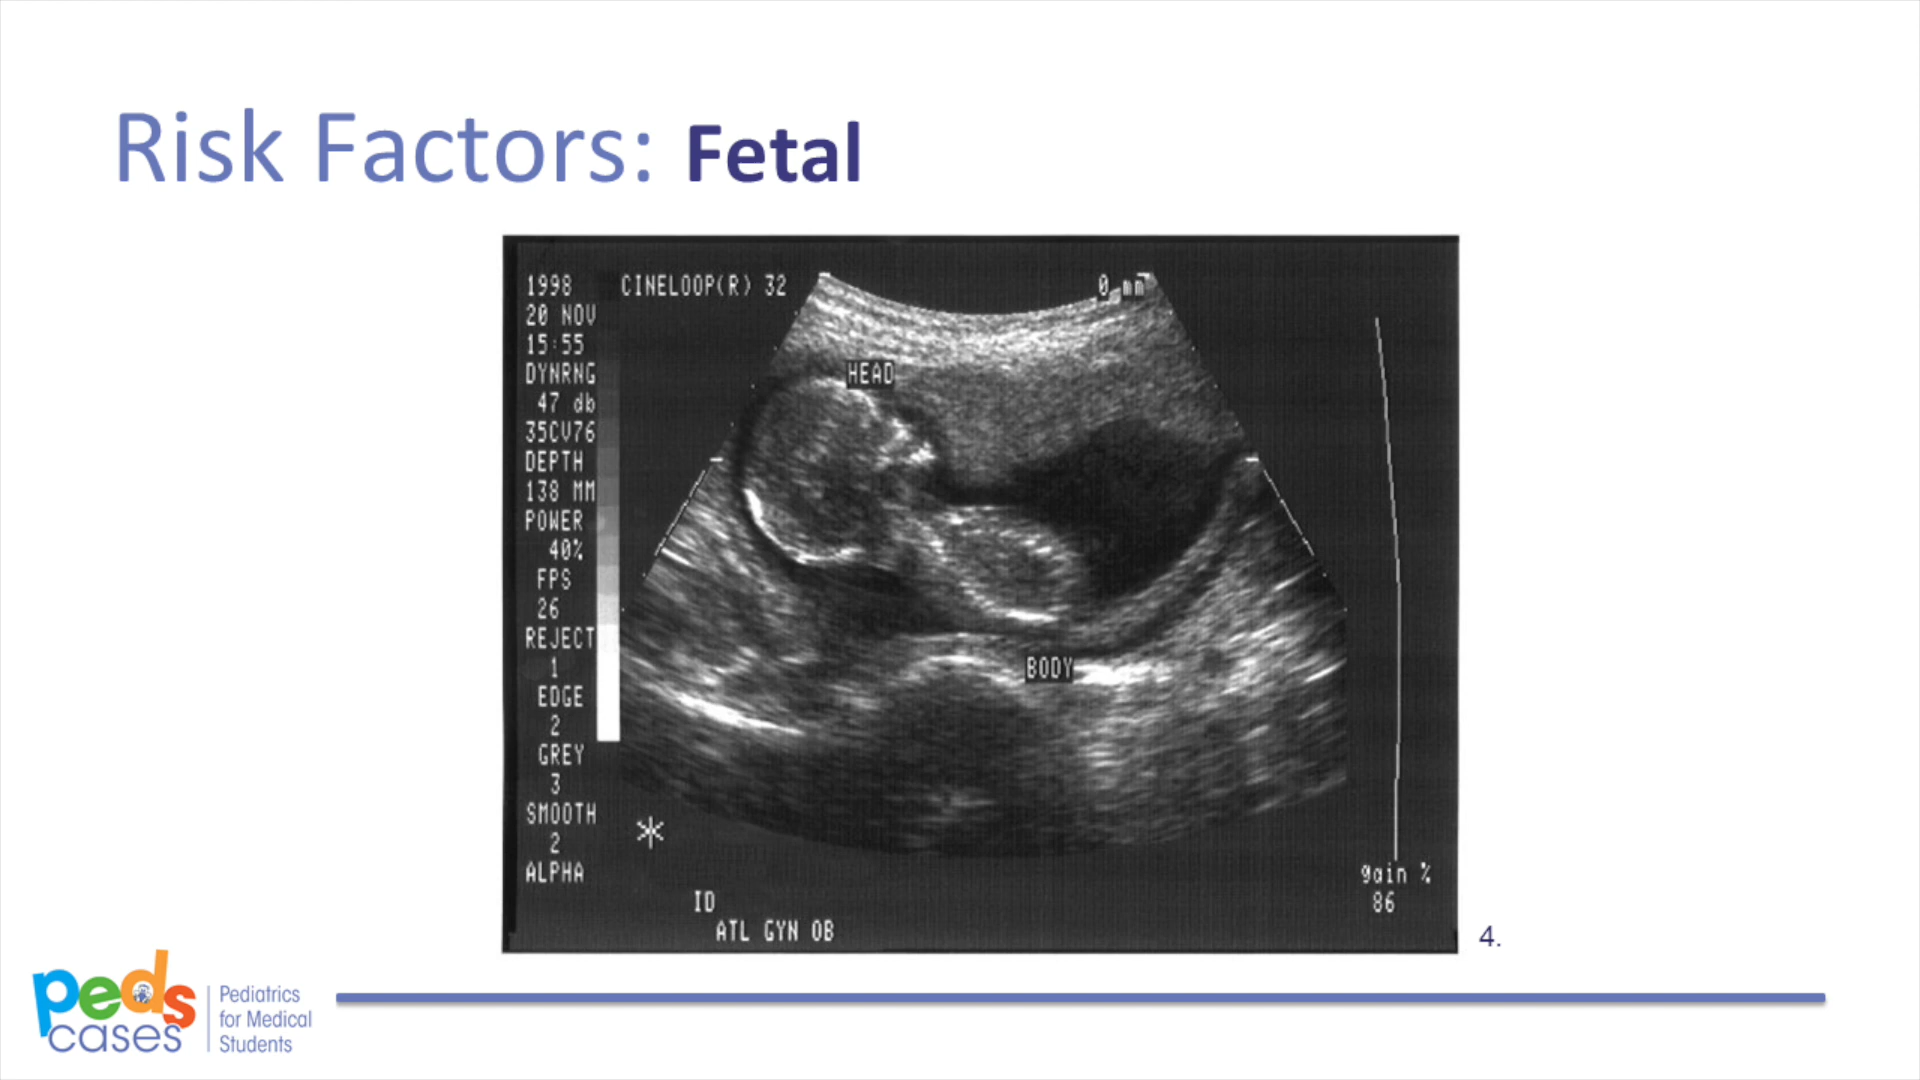 Risk Factors: Fetal
1998 CINELOOP(R) 32 0 mm
20 NOV
15:55
DYNRNG
47 db
35CV76
DEPTH
138 MM
POWER
40%
FPS
26
REJECT
1
EDGE
2
GREY
3
SMOOTH
2
ALPHA
HEAD
BODY
ID
ATL GYN OB
gain %
86
4.
peds
cases
Pediatrics
for Medical
Students